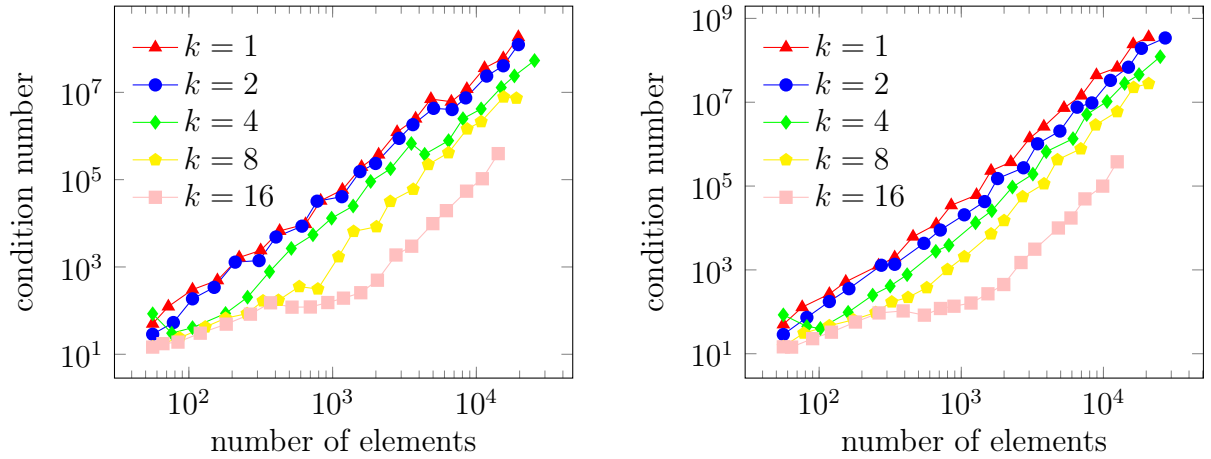 k = 1
k = 2
k = 4
k = 8
k = 16
10^7
10^5
10^3
10^1
10^2
10^3
10^4
condition number
number of elements
k = 1
k = 2
k = 4
k = 8
k = 16
10^9
10^7
10^5
10^3
10^1
10^2
10^3
10^4
condition number
number of elements